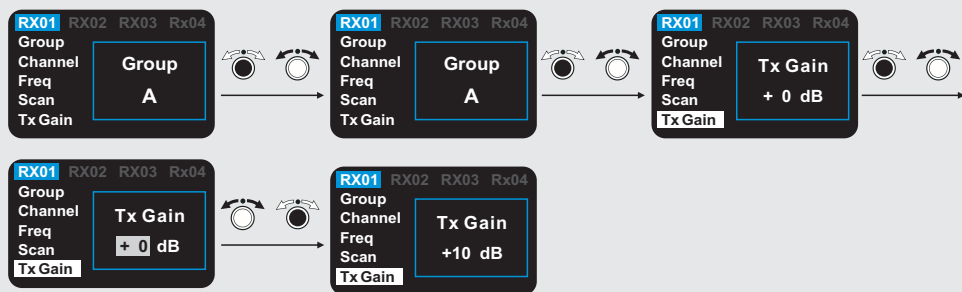 RX01 RX02 RX03 Rx04
Group
Channel
Freq
Scan
Tx Gain
Group
A
RX01 RX02 RX03 Rx04
Group
Channel
Freq
Scan
Tx Gain
Group
A
RX01 RX02 RX03 Rx04
Group
Channel
Freq
Scan
Tx Gain
Tx Gain
+ 0 dB
RX01 RX02 RX03 Rx04
Group
Channel
Freq
Scan
Tx Gain
Tx Gain
+ 0 dB
RX01 RX02 RX03 Rx04
Group
Channel
Freq
Scan
Tx Gain
Tx Gain
+10 dB